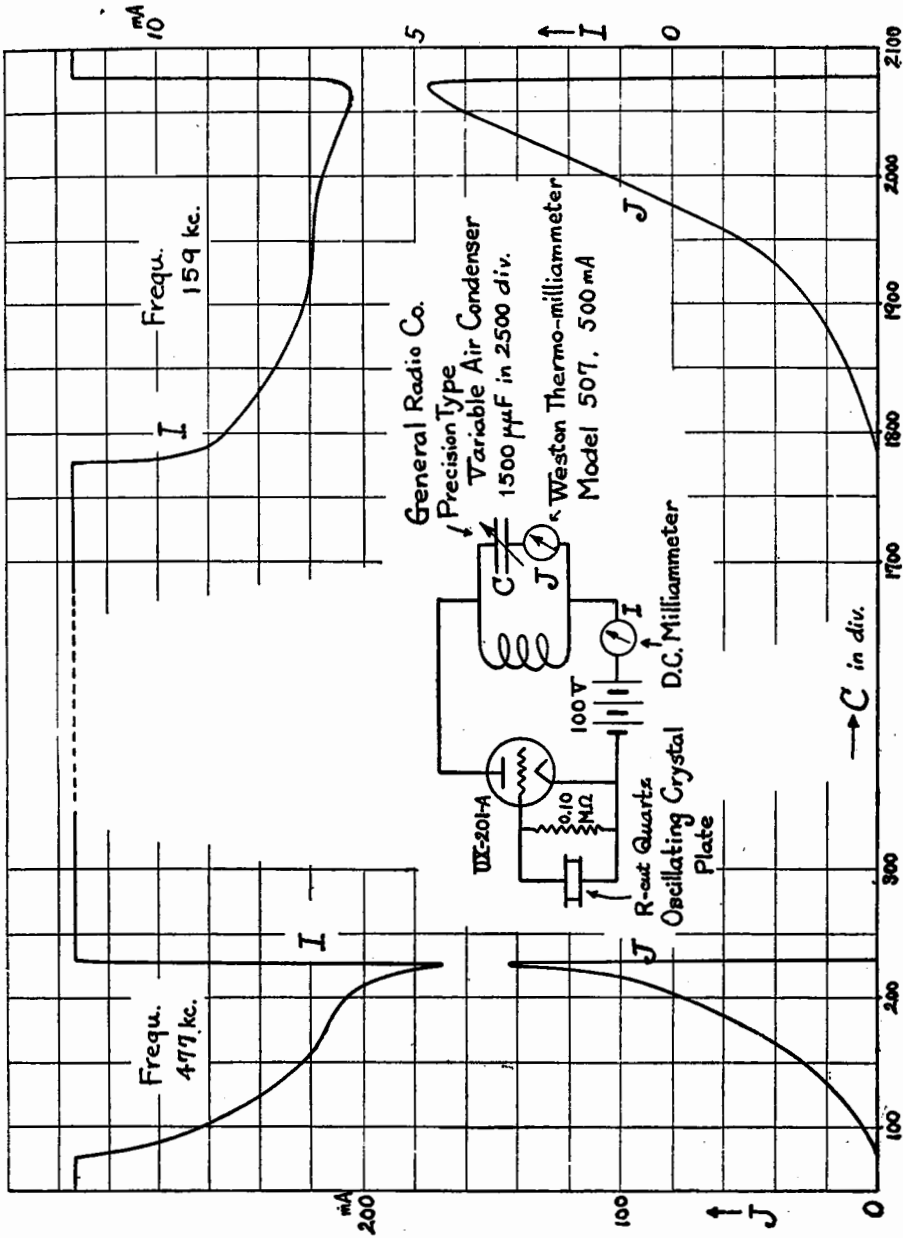 mA
10
5
↑
I
0
Frequ.
477 kc.
I
I
Frequ.
159 kc.
General Radio Co.
Precision Type
Variable Air Condenser
1500 μμF in 2500 div.
C
J
Weston Thermo-milliammeter
Model 507. 500 mA
UX-201-A
0.10
MΩ
100 V
I
D.C. Milliammeter
R-cut Quartz
Oscillating Crystal
Plate
J
J
mA
200
100
↑
J
0
100
200
300
1700
1800
1900
2000
2100
→ C in div.